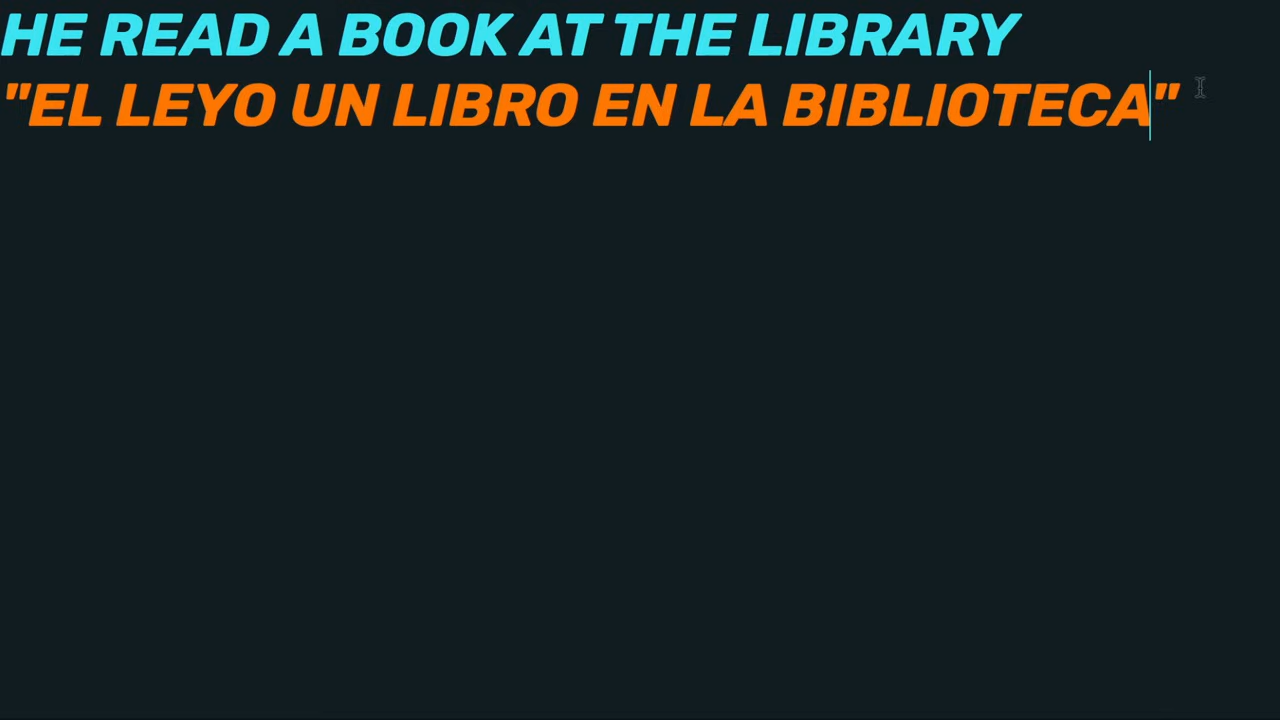 HE READ A BOOK AT THE LIBRARY
"EL LEYO UN LIBRO EN LA BIBLIOTECA"